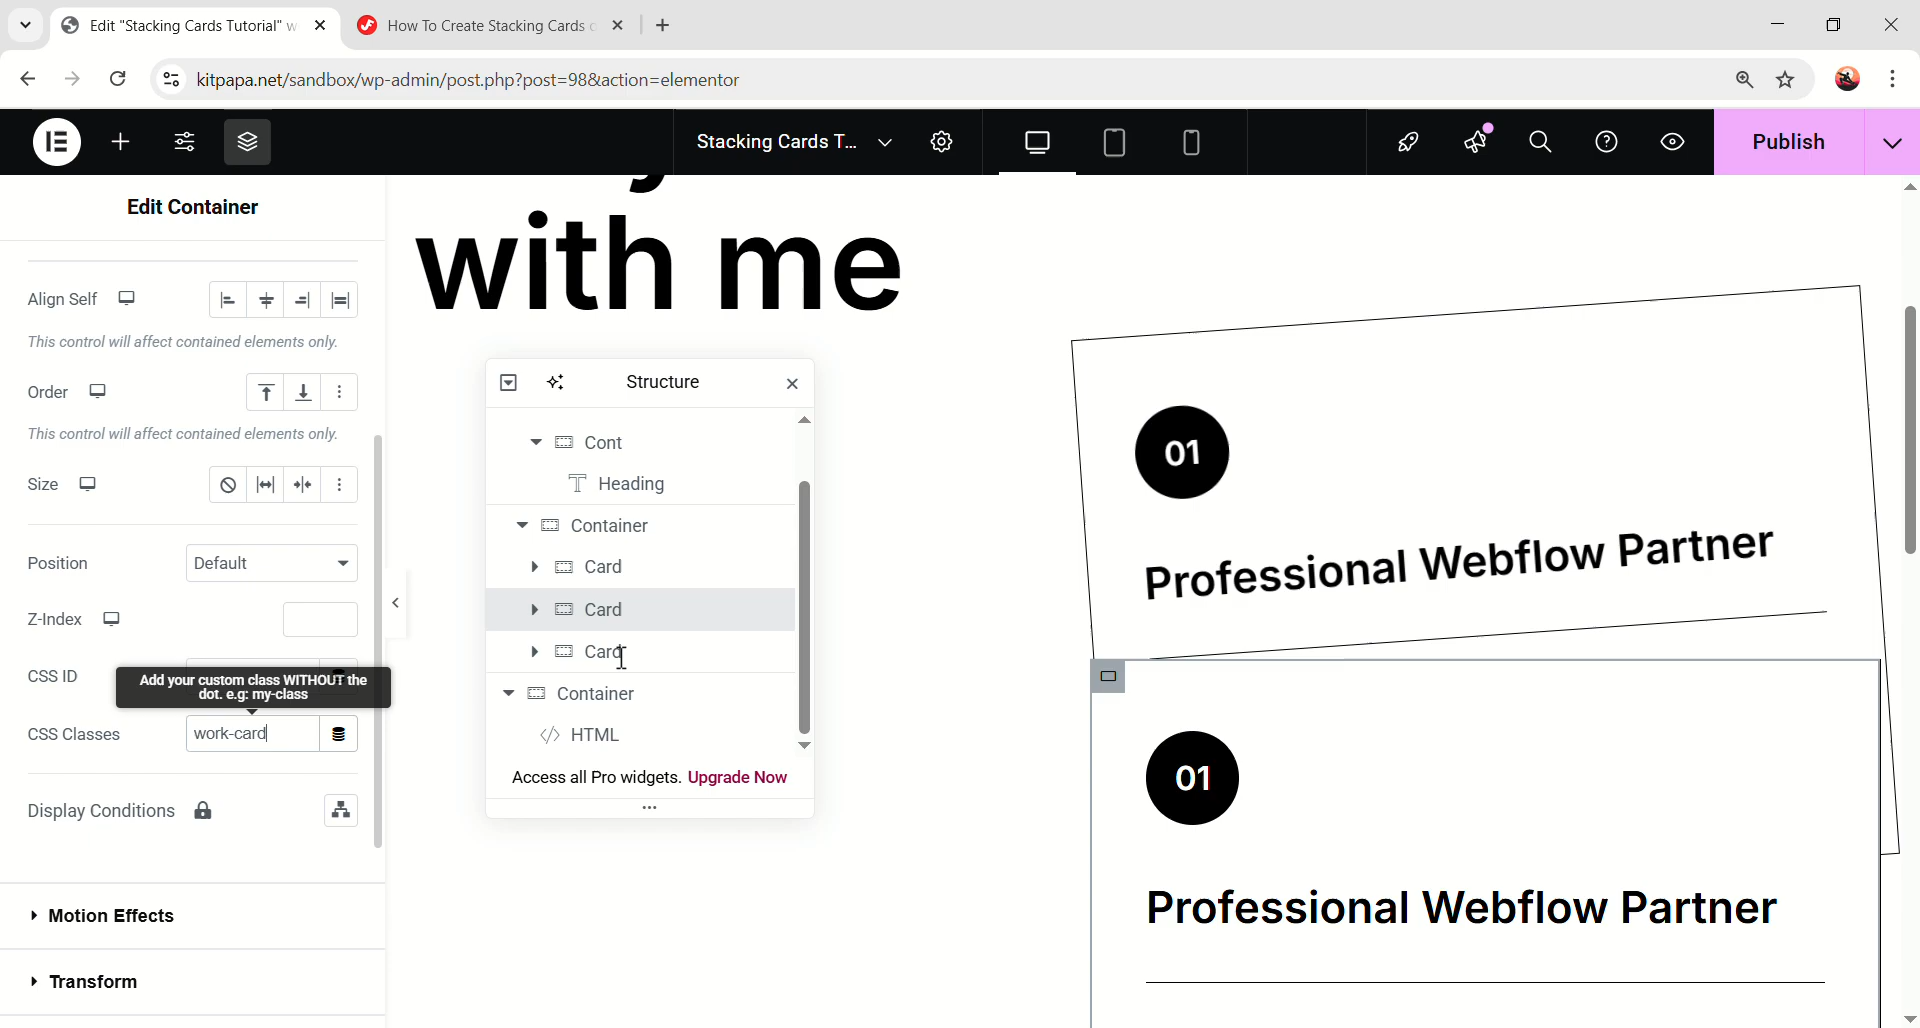 Edit "Stacking Cards Tutorial" w
How To Create Stacking Cards
kitpapa.net/sandbox/wp-admin/post.php?post=98&action=elementor
Stacking Cards T...
Publish
Edit Container
with me
Align Self
This control will affect contained elements only.
Order
This control will affect contained elements only.
Size
Position
Default
Z-Index
CSS ID
Add your custom class WITHOUT the
dot. e.g: my-class
CSS Classes
work-card
Display Conditions
Motion Effects
Transform
Structure
Cont
Heading
Container
Card
Card
Card
Container
HTML
Access all Pro widgets. Upgrade Now
01
Professional Webflow Partner
01
Professional Webflow Partner